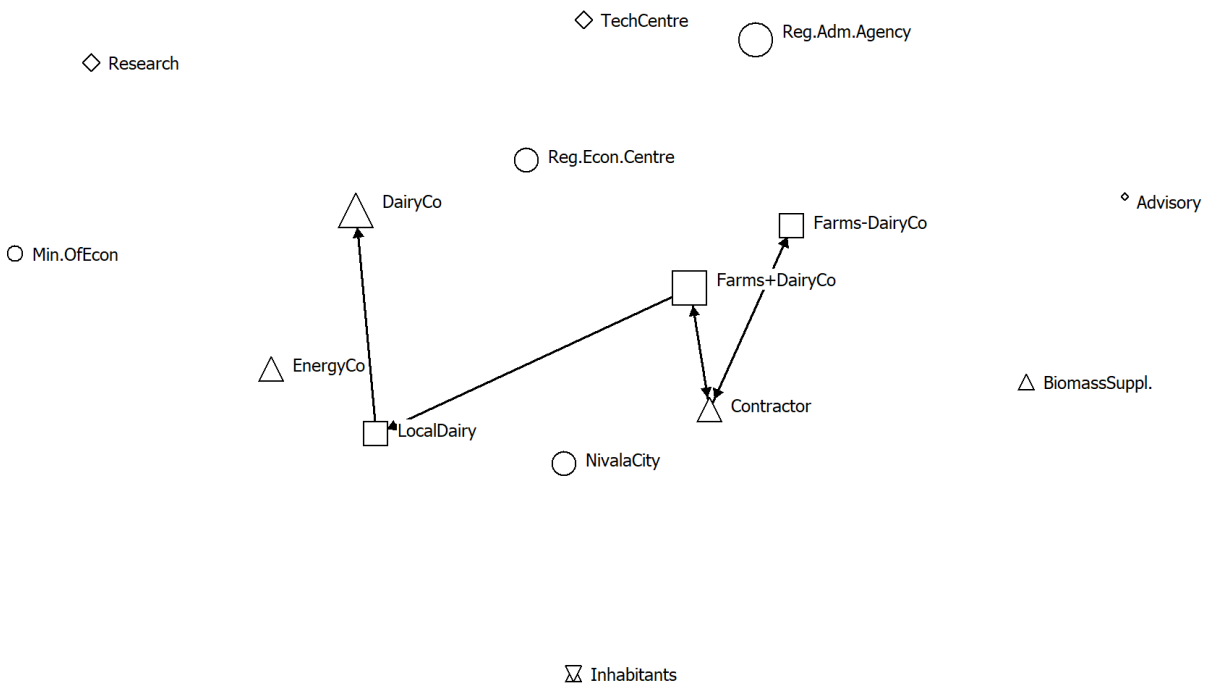 TechCentre
Reg.Adm.Agency
Research
Reg.Econ.Centre
DairyCo
Advisory
Farms-DairyCo
Min.OfEcon
Farms+DairyCo
EnergyCo
BiomassSuppl.
Contractor
LocalDairy
NivalaCity
Inhabitants